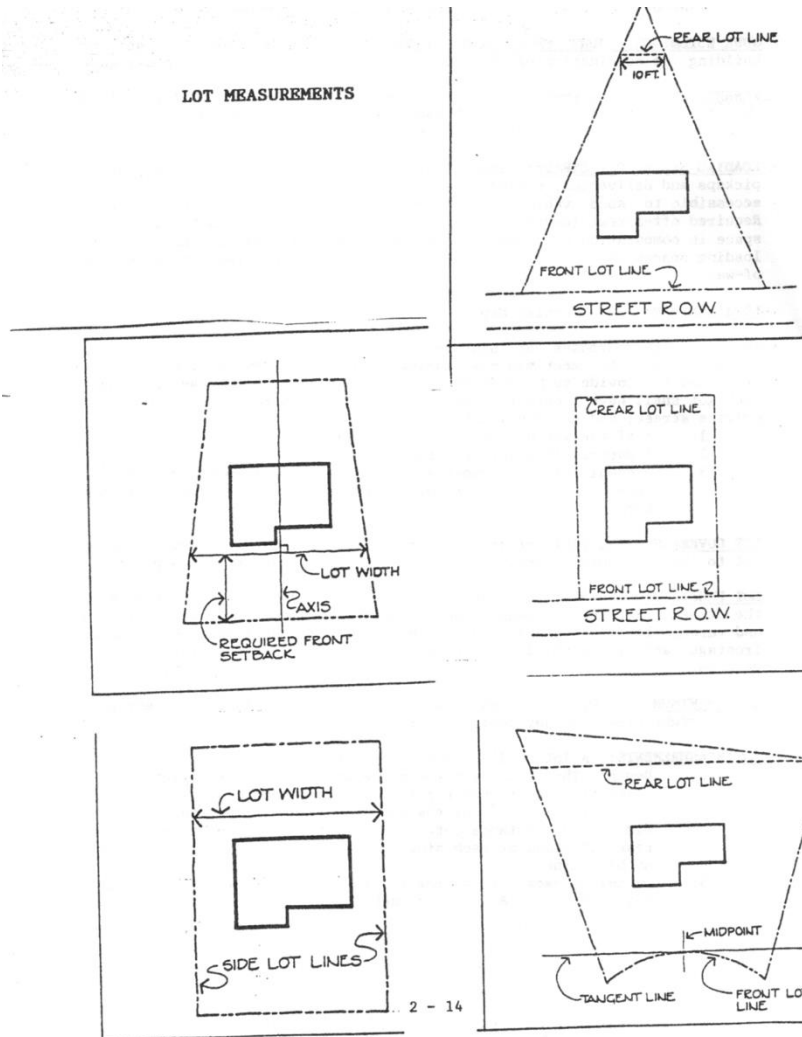 LOT MEASUREMENTS
REAR LOT LINE
10 FT.
FRONT LOT LINE
STREET R.O.W.
LOT WIDTH
AXIS
REQUIRED FRONT
SETBACK
REAR LOT LINE
FRONT LOT LINE
STREET R.O.W.
LOT WIDTH
SIDE LOT LINES
REAR LOT LINE
MIDPOINT
TANGENT LINE
FRONT LO
LINE
2 - 14